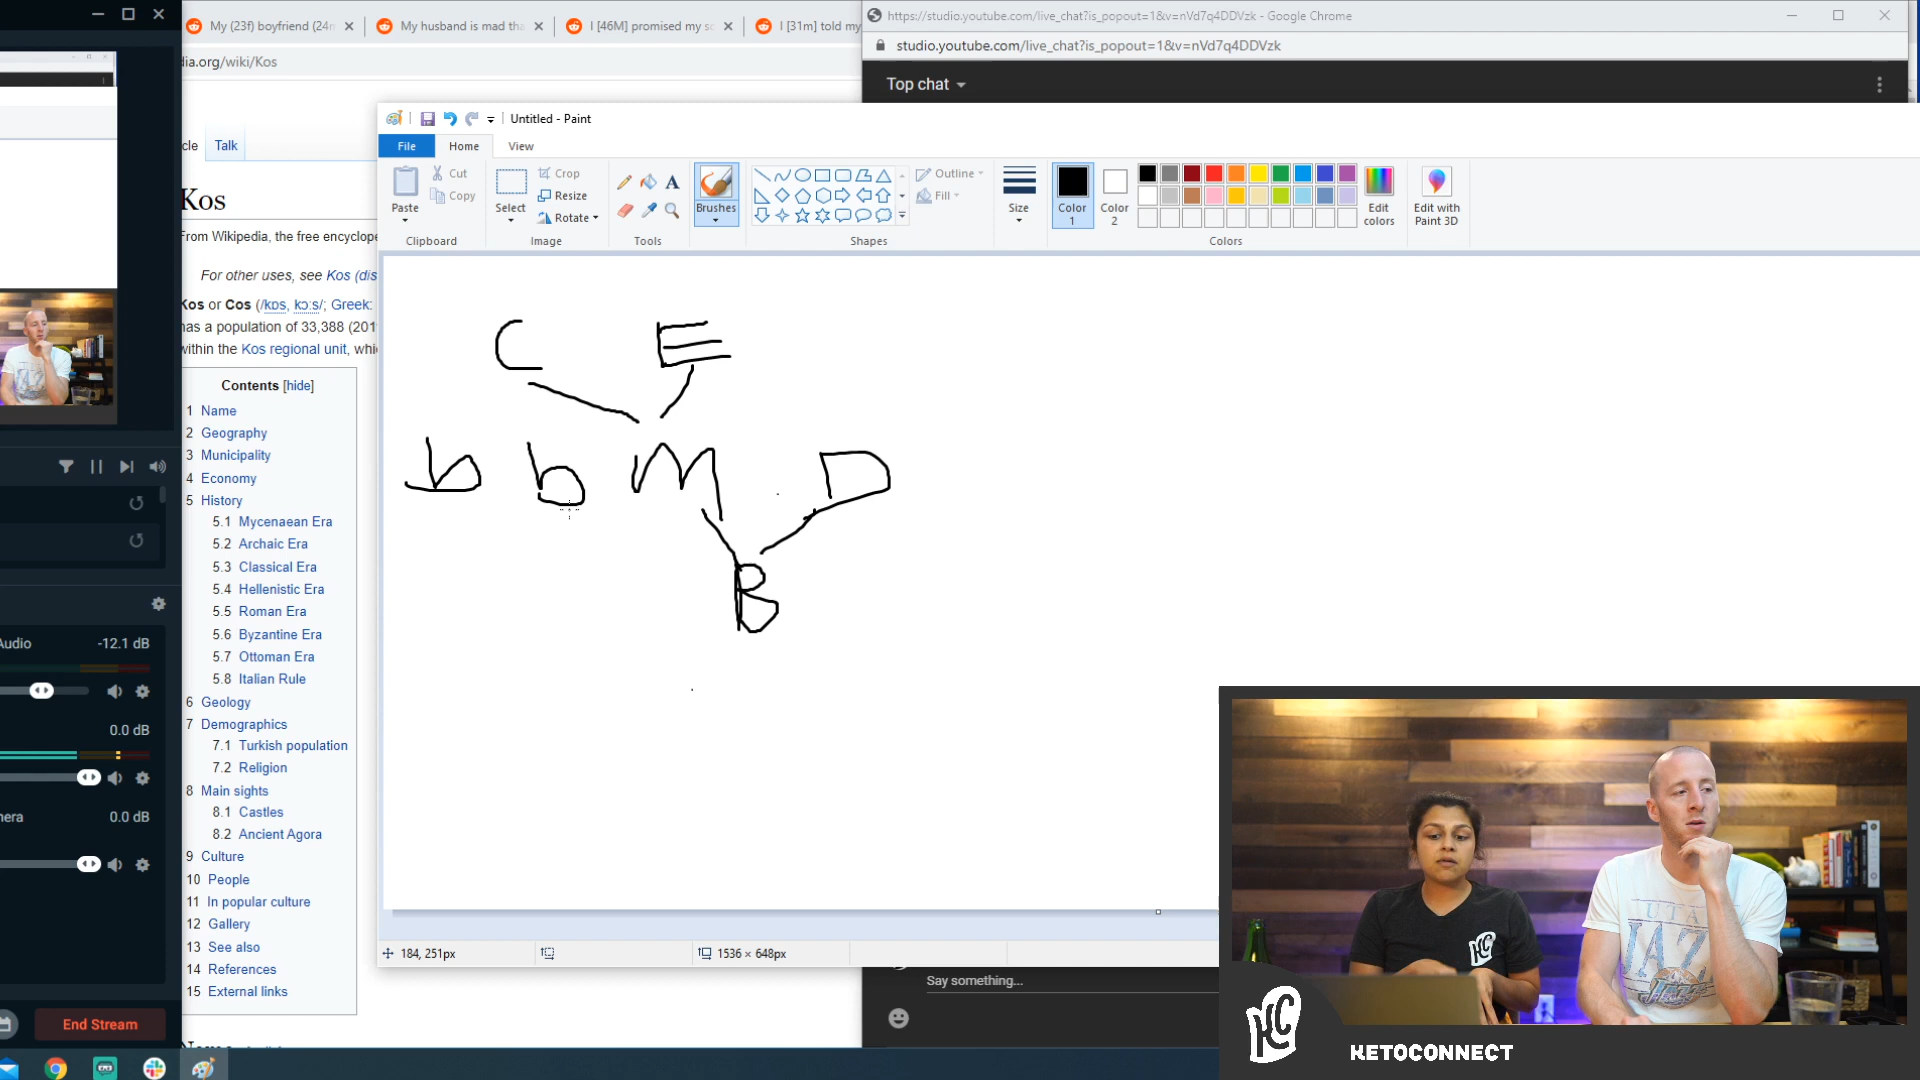 My (23f) boyfriend (24m
My husband is mad tha
I [46M] promised my sc
I [31m] told my
https://studio.youtube.com/live_chat?is_popout=1&v=nVd7q4DDVzk - Google Chrome
dia.org/wiki/Kos
studio.youtube.com/live_chat?is_popout=1&v=nVd7q4DDVzk
Top chat
Untitled - Paint
cle Talk
File Home View
Paste
Cut
Copy
Clipboard
Select
Crop
Resize
Rotate
Image
A
Tools
Brushes
Outline
Fill
Shapes
Size
Color 1
Color 2
Edit colors
Colors
Edit with Paint 3D
Kos
From Wikipedia, the free encyclope
For other uses, see Kos (dis
Kos or Cos (/kɒs, kɔːs/; Greek:
has a population of 33,388 (201
within the Kos regional unit, whic
Contents [hide]
1 Name
2 Geography
3 Municipality
4 Economy
5 History
5.1 Mycenaean Era
5.2 Archaic Era
5.3 Classical Era
5.4 Hellenistic Era
5.5 Roman Era
5.6 Byzantine Era
5.7 Ottoman Era
5.8 Italian Rule
6 Geology
7 Demographics
7.1 Turkish population
7.2 Religion
8 Main sights
8.1 Castles
8.2 Ancient Agora
9 Culture
10 People
11 In popular culture
12 Gallery
13 See also
14 References
15 External links
C E
b b M D
B
Audio -12.1 dB
0.0 dB
mera 0.0 dB
End Stream
184, 251px
1536 × 648px
Say something...
UTA
JAZZ
KC
KC
KETOCONNECT